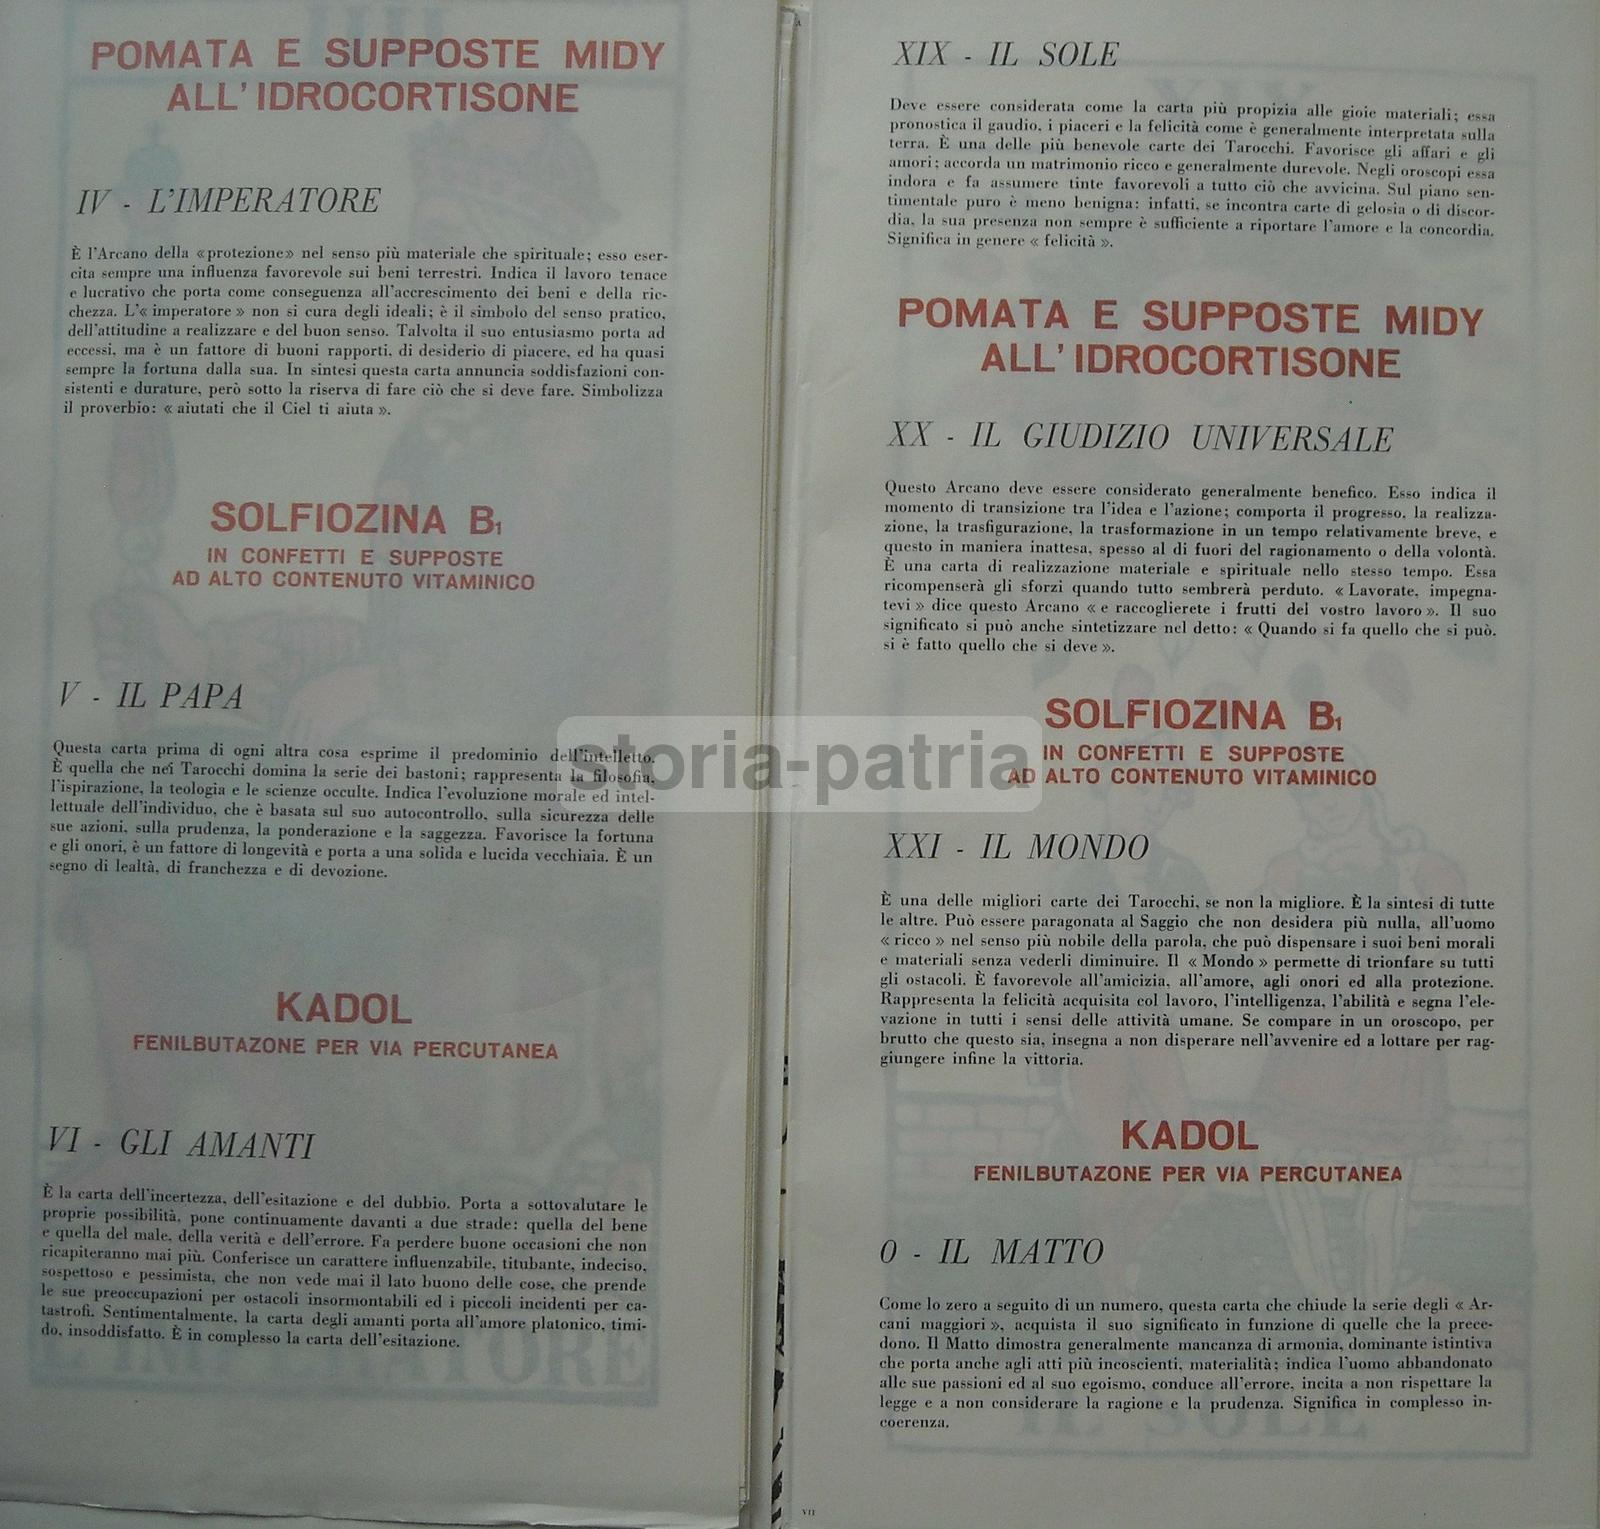 POMATA E SUPPOSTE MIDY
ALL'IDROCORTISONE
IV - L'IMPERATORE
È l'Arcano della «protezione» nel senso più materiale che spirituale; esso eser-
cita sempre una influenza favorevole sui beni terrestri. Indica il lavoro tenace
e lucrativo che porta come conseguenza all'accrescimento dei beni e della ric-
chezza. L'« imperatore » non si cura degli ideali; è il simbolo del senso pratico,
dell'attitudine a realizzare e del buon senso. Talvolta il suo entusiasmo porta ad
eccessi, ma è un fattore di buoni rapporti, di desiderio di piacere, ed ha quasi
sempre la fortuna dalla sua. In sintesi questa carta annuncia soddisfazioni con-
sistenti e durature, però sotto la riserva di fare ciò che si deve fare. Simbolizza
il proverbio: « aiutati che il Ciel ti aiuta ».
SOLFIOZINA B1
IN CONFETTI E SUPPOSTE
AD ALTO CONTENUTO VITAMINICO
V - IL PAPA
Questa carta prima di ogni altra cosa esprime il predominio dell'intelletto.
È quella che nei Tarocchi domina la serie dei bastoni; rappresenta la filosofia,
l'ispirazione, la teologia e le scienze occulte. Indica l'evoluzione morale ed intel-
lettuale dell'individuo, che è basata sul suo autocontrollo, sulla sicurezza delle
sue azioni, sulla prudenza, la ponderazione e la saggezza. Favorisce la fortuna
e gli onori, è un fattore di longevità e porta a una solida e lucida vecchiaia. È un
segno di lealtà, di franchezza e di devozione.
KADOL
FENILBUTAZONE PER VIA PERCUTANEA
VI - GLI AMANTI
È la carta dell'incertezza, dell'esitazione e del dubbio. Porta a sottovalutare le
proprie possibilità, pone continuamente davanti a due strade: quella del bene
e quella del male, della verità e dell'errore. Fa perdere buone occasioni che non
ricapiteranno mai più. Conferisce un carattere influenzabile, titubante, indeciso,
sospettoso e pessimista, che non vede mai il lato buono delle cose, che prende
le sue preoccupazioni per ostacoli insormontabili ed i piccoli incidenti per ca-
tastrofi. Sentimentalmente, la carta degli amanti porta all'amore platonico, timi-
do, insoddisfatto. È in complesso la carta dell'esitazione.
XIX - IL SOLE
Deve essere considerata come la carta più propizia alle gioie materiali; essa
pronostica il gaudio, i piaceri e la felicità come è generalmente interpretata sulla
terra. È una delle più benevole carte dei Tarocchi. Favorisce gli affari e gli
amori; accorda un matrimonio ricco e generalmente durevole. Negli oroscopi essa
indora e fa assumere tinte favorevoli a tutto ciò che avvicina. Sul piano sen-
timentale puro è meno benigna: infatti, se incontra carte di gelosia o di discor-
dia, la sua presenza non sempre è sufficiente a riportare l'amore e la concordia.
Significa in genere « felicità ».
POMATA E SUPPOSTE MIDY
ALL'IDROCORTISONE
XX - IL GIUDIZIO UNIVERSALE
Questo Arcano deve essere considerato generalmente benefico. Esso indica il
momento di transizione tra l'idea e l'azione; comporta il progresso, la realizza-
zione, la trasfigurazione, la trasformazione in un tempo relativamente breve, e
questo in maniera inattesa, spesso al di fuori del ragionamento o della volontà.
È una carta di realizzazione materiale e spirituale nello stesso tempo. Essa
ricompenserà gli sforzi quando tutto sembrerà perduto. « Lavorate, impegna-
tevi » dice questo Arcano « e raccoglierete i frutti del vostro lavoro ». Il suo
significato si può anche sintetizzare nel detto: « Quando si fa quello che si può,
si è fatto quello che si deve ».
SOLFIOZINA B1
IN CONFETTI E SUPPOSTE
AD ALTO CONTENUTO VITAMINICO
storia-patria
XXI - IL MONDO
È una delle migliori carte dei Tarocchi, se non la migliore. È la sintesi di tutte
le altre. Può essere paragonata al Saggio che non desidera più nulla, all'uomo
« ricco » nel senso più nobile della parola, che può dispensare i suoi beni morali
e materiali senza vederli diminuire. Il « Mondo » permette di trionfare su tutti
gli ostacoli. È favorevole all'amicizia, all'amore, agli onori ed alla protezione.
Rappresenta la felicità acquisita col lavoro, l'intelligenza, l'abilità e segna l'ele-
vazione in tutti i sensi delle attività umane. Se compare in un oroscopo, per
brutto che questo sia, insegna a non disperare nell'avvenire ed a lottare per rag-
giungere infine la vittoria.
KADOL
FENILBUTAZONE PER VIA PERCUTANEA
0 - IL MATTO
Come lo zero a seguito di un numero, questa carta che chiude la serie degli « Ar-
cani maggiori », acquista il suo significato in funzione di quelle che la prece-
dono. Il Matto dimostra generalmente mancanza di armonia, dominante istintiva
che porta anche agli atti più incoscienti, materialità; indica l'uomo abbandonato
alle sue passioni ed al suo egoismo, conduce all'errore, incita a non rispettare la
legge e a non considerare la ragione e la prudenza. Significa in complesso in-
coerenza.
VII